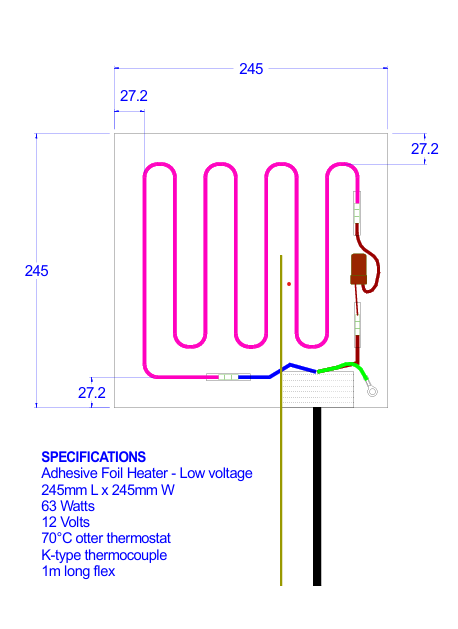 245
27.2
27.2
245
27.2
SPECIFICATIONS
Adhesive Foil Heater - Low voltage
245mm L x 245mm W
63 Watts
12 Volts
70°C otter thermostat
K-type thermocouple
1m long flex